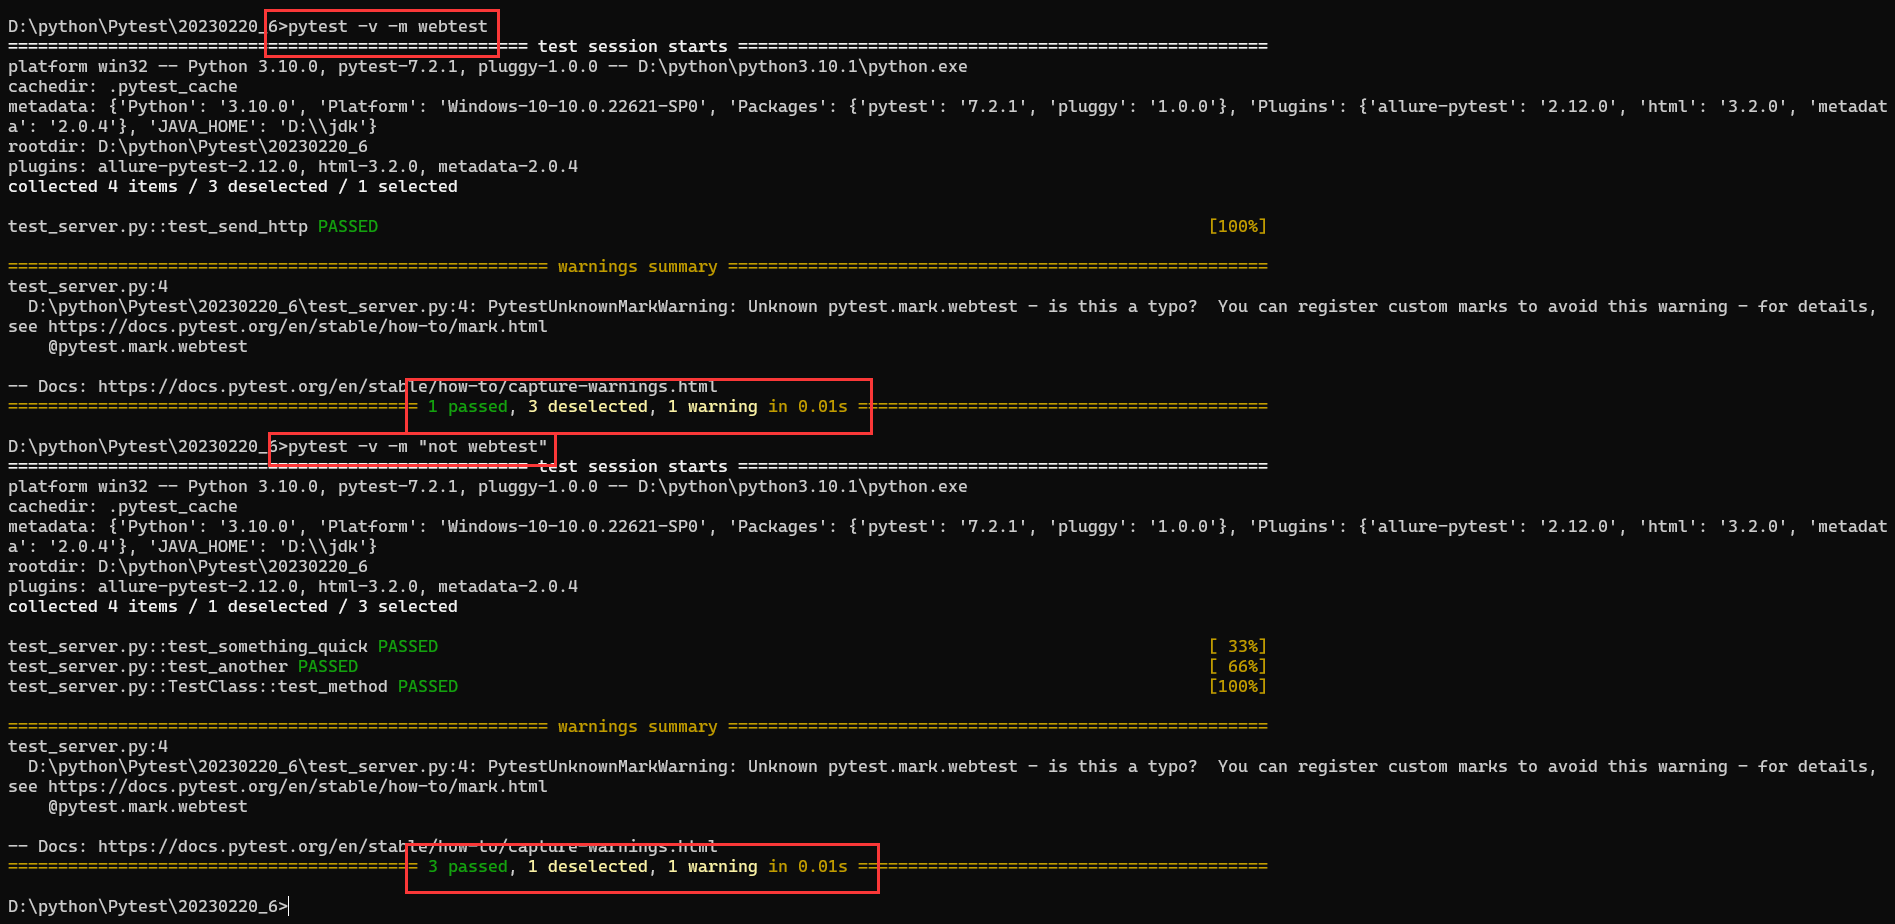 D:\python\Pytest\20230220_6>pytest -v -m webtest
==================================================== test session starts =====================================================
platform win32 -- Python 3.10.0, pytest-7.2.1, pluggy-1.0.0 -- D:\python\python3.10.1\python.exe
cachedir: .pytest_cache
metadata: {'Python': '3.10.0', 'Platform': 'Windows-10-10.0.22621-SP0', 'Packages': {'pytest': '7.2.1', 'pluggy': '1.0.0'}, 'Plugins': {'allure-pytest': '2.12.0', 'html': '3.2.0', 'metadat
a': '2.0.4'}, 'JAVA_HOME': 'D:\\jdk'}
rootdir: D:\python\Pytest\20230220_6
plugins: allure-pytest-2.12.0, html-3.2.0, metadata-2.0.4
collected 4 items / 3 deselected / 1 selected
test_server.py::test_send_http PASSED [100%]
====================================================== warnings summary ======================================================
test_server.py:4
D:\python\Pytest\20230220_6\test_server.py:4: PytestUnknownMarkWarning: Unknown pytest.mark.webtest - is this a typo?  You can register custom marks to avoid this warning - for details,
see https://docs.pytest.org/en/stable/how-to/mark.html
@pytest.mark.webtest
-- Docs: https://docs.pytest.org/en/stable/how-to/capture-warnings.html
========================================= 1 passed, 3 deselected, 1 warning in 0.01s =========================================
D:\python\Pytest\20230220_6>pytest -v -m "not webtest"
==================================================== test session starts =====================================================
platform win32 -- Python 3.10.0, pytest-7.2.1, pluggy-1.0.0 -- D:\python\python3.10.1\python.exe
cachedir: .pytest_cache
metadata: {'Python': '3.10.0', 'Platform': 'Windows-10-10.0.22621-SP0', 'Packages': {'pytest': '7.2.1', 'pluggy': '1.0.0'}, 'Plugins': {'allure-pytest': '2.12.0', 'html': '3.2.0', 'metadat
a': '2.0.4'}, 'JAVA_HOME': 'D:\\jdk'}
rootdir: D:\python\Pytest\20230220_6
plugins: allure-pytest-2.12.0, html-3.2.0, metadata-2.0.4
collected 4 items / 1 deselected / 3 selected
test_server.py::test_something_quick PASSED [ 33%]
test_server.py::test_another PASSED [ 66%]
test_server.py::TestClass::test_method PASSED [100%]
====================================================== warnings summary ======================================================
test_server.py:4
D:\python\Pytest\20230220_6\test_server.py:4: PytestUnknownMarkWarning: Unknown pytest.mark.webtest - is this a typo?  You can register custom marks to avoid this warning - for details,
see https://docs.pytest.org/en/stable/how-to/mark.html
@pytest.mark.webtest
-- Docs: https://docs.pytest.org/en/stable/how-to/capture-warnings.html
========================================= 3 passed, 1 deselected, 1 warning in 0.01s =========================================
D:\python\Pytest\20230220_6>